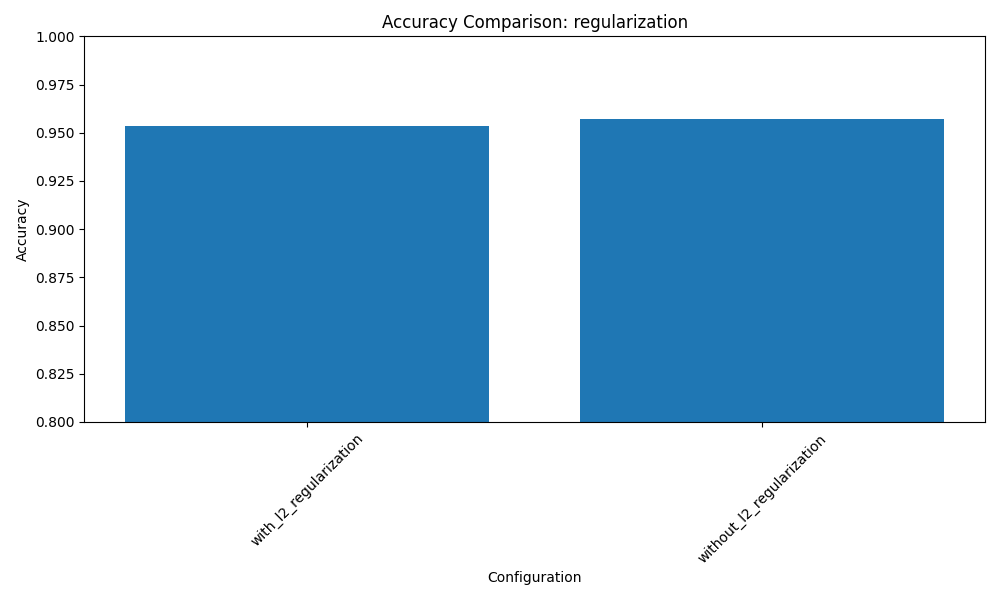 Accuracy Comparison: regularization
1.000
0.975
0.950
0.925
0.900
0.875
0.850
0.825
0.800
Accuracy
with_l2_regularization
without_l2_regularization
Configuration